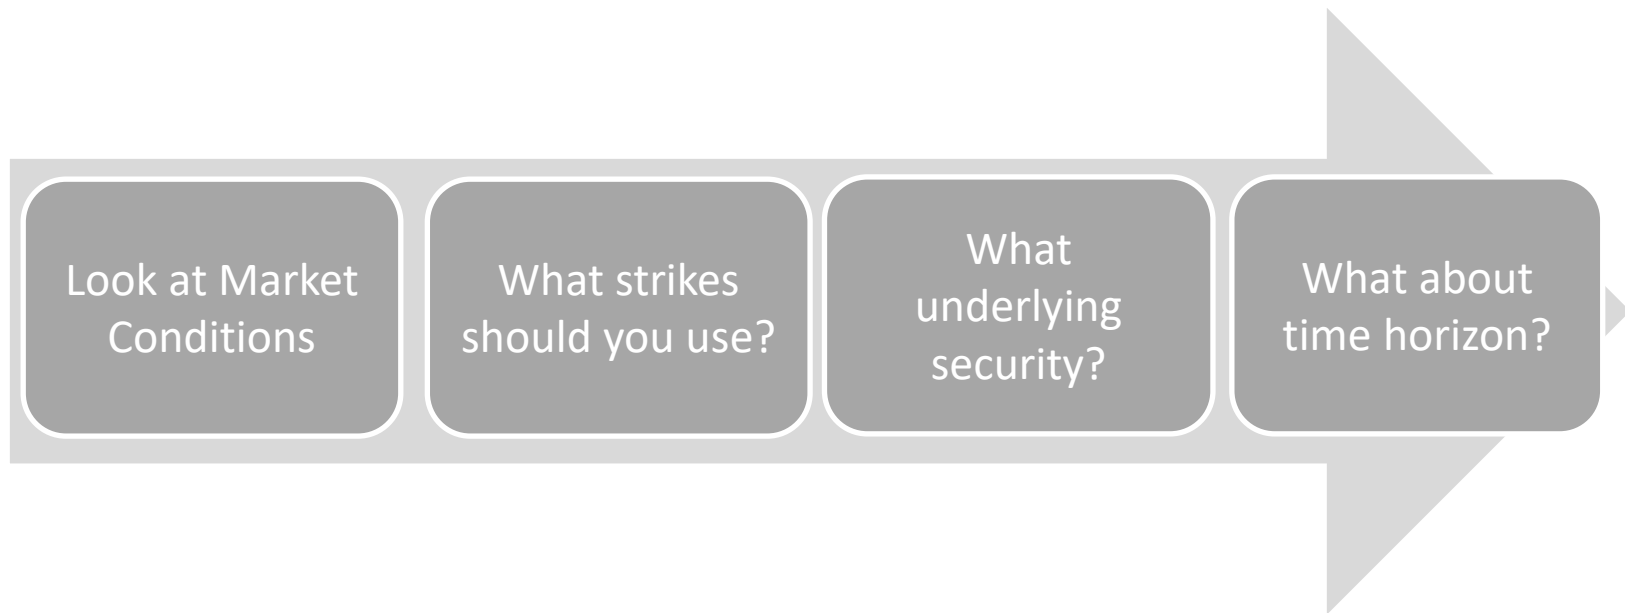 Look at Market
Conditions
What strikes
should you use?
What
underlying
security?
What about
time horizon?